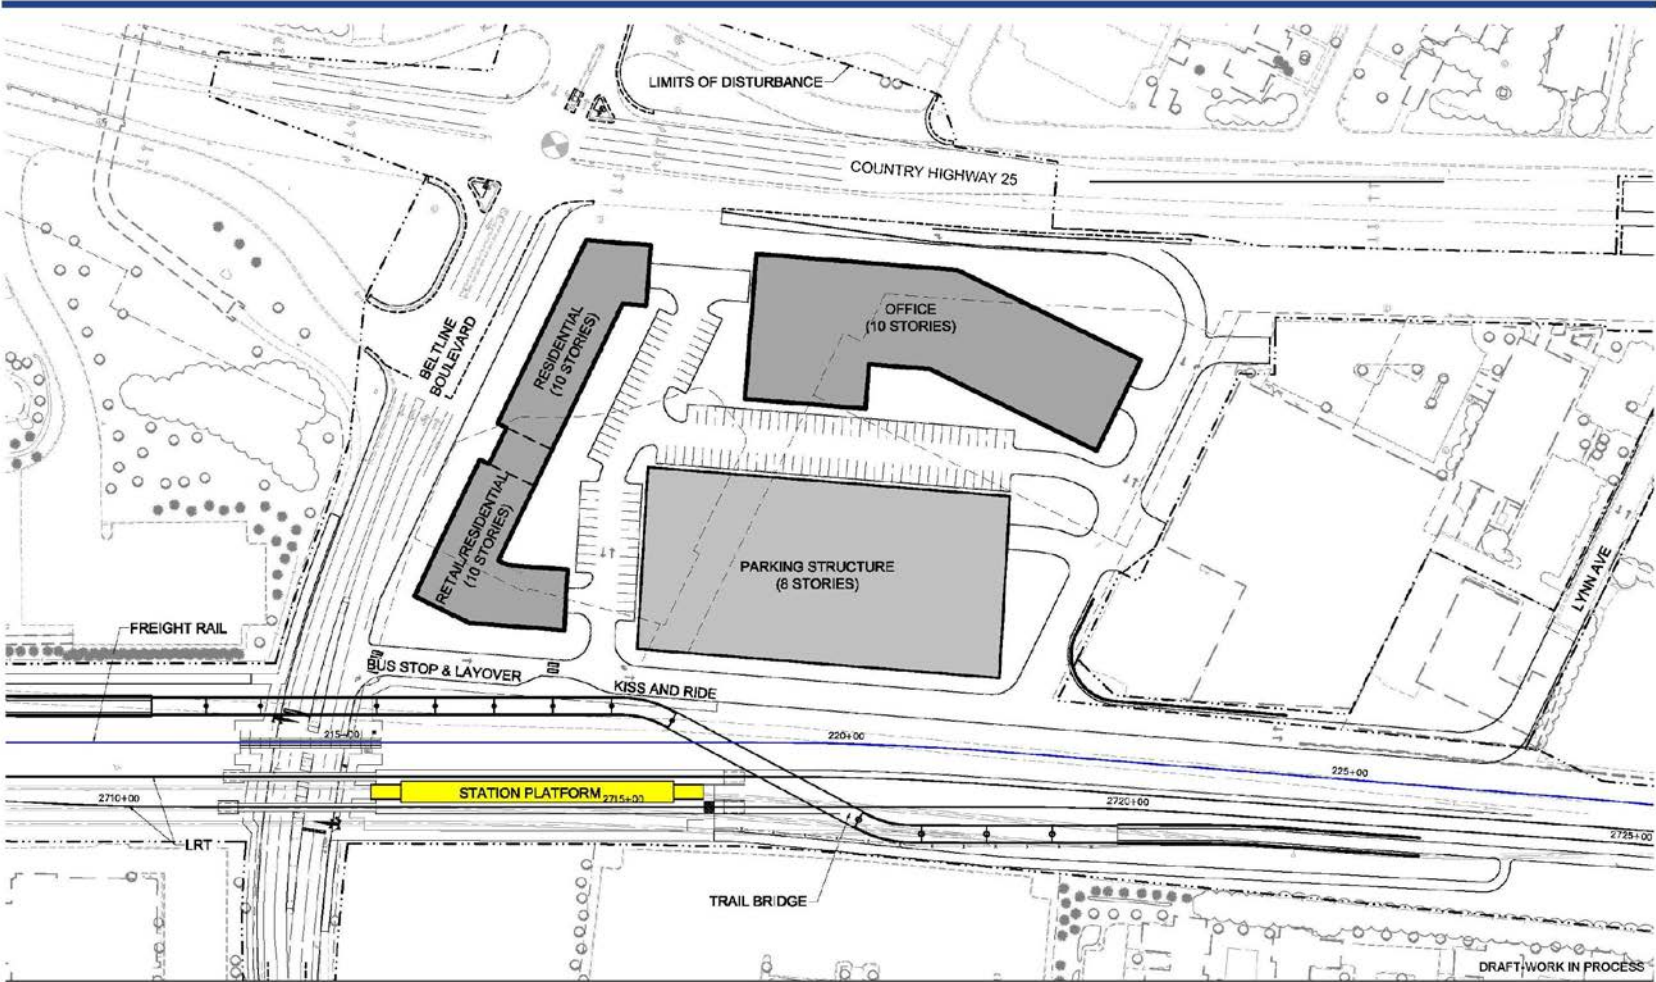 LIMITS OF DISTURBANCE
COUNTRY HIGHWAY 25
BELTLINE
BOULEVARD
RESIDENTIAL
(10 STORIES)
OFFICE
(10 STORIES)
RETAIL/RESIDENTIAL
(10 STORIES)
PARKING STRUCTURE
(8 STORIES)
LYNN AVE
FREIGHT RAIL
BUS STOP & LAYOVER
KISS AND RIDE
215+00
220+00
225+00
STATION PLATFORM
2710+00
2715+00
2720+00
2725+00
LRT
TRAIL BRIDGE
DRAFT-WORK IN PROCESS